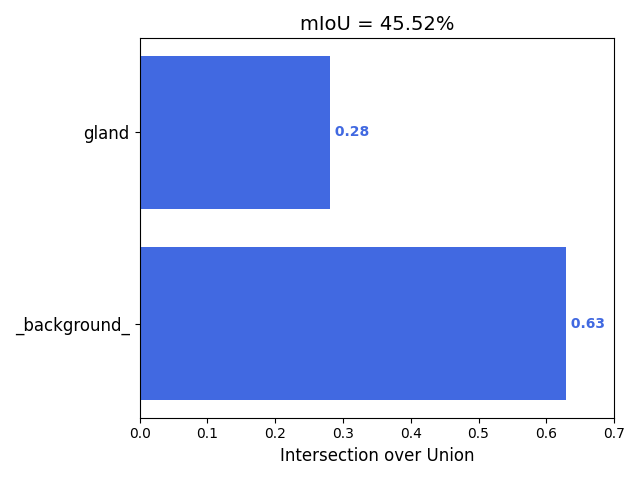 mIoU = 45.52%
gland
0.28
_background_
0.63
0.0 0.1 0.2 0.3 0.4 0.5 0.6 0.7
Intersection over Union